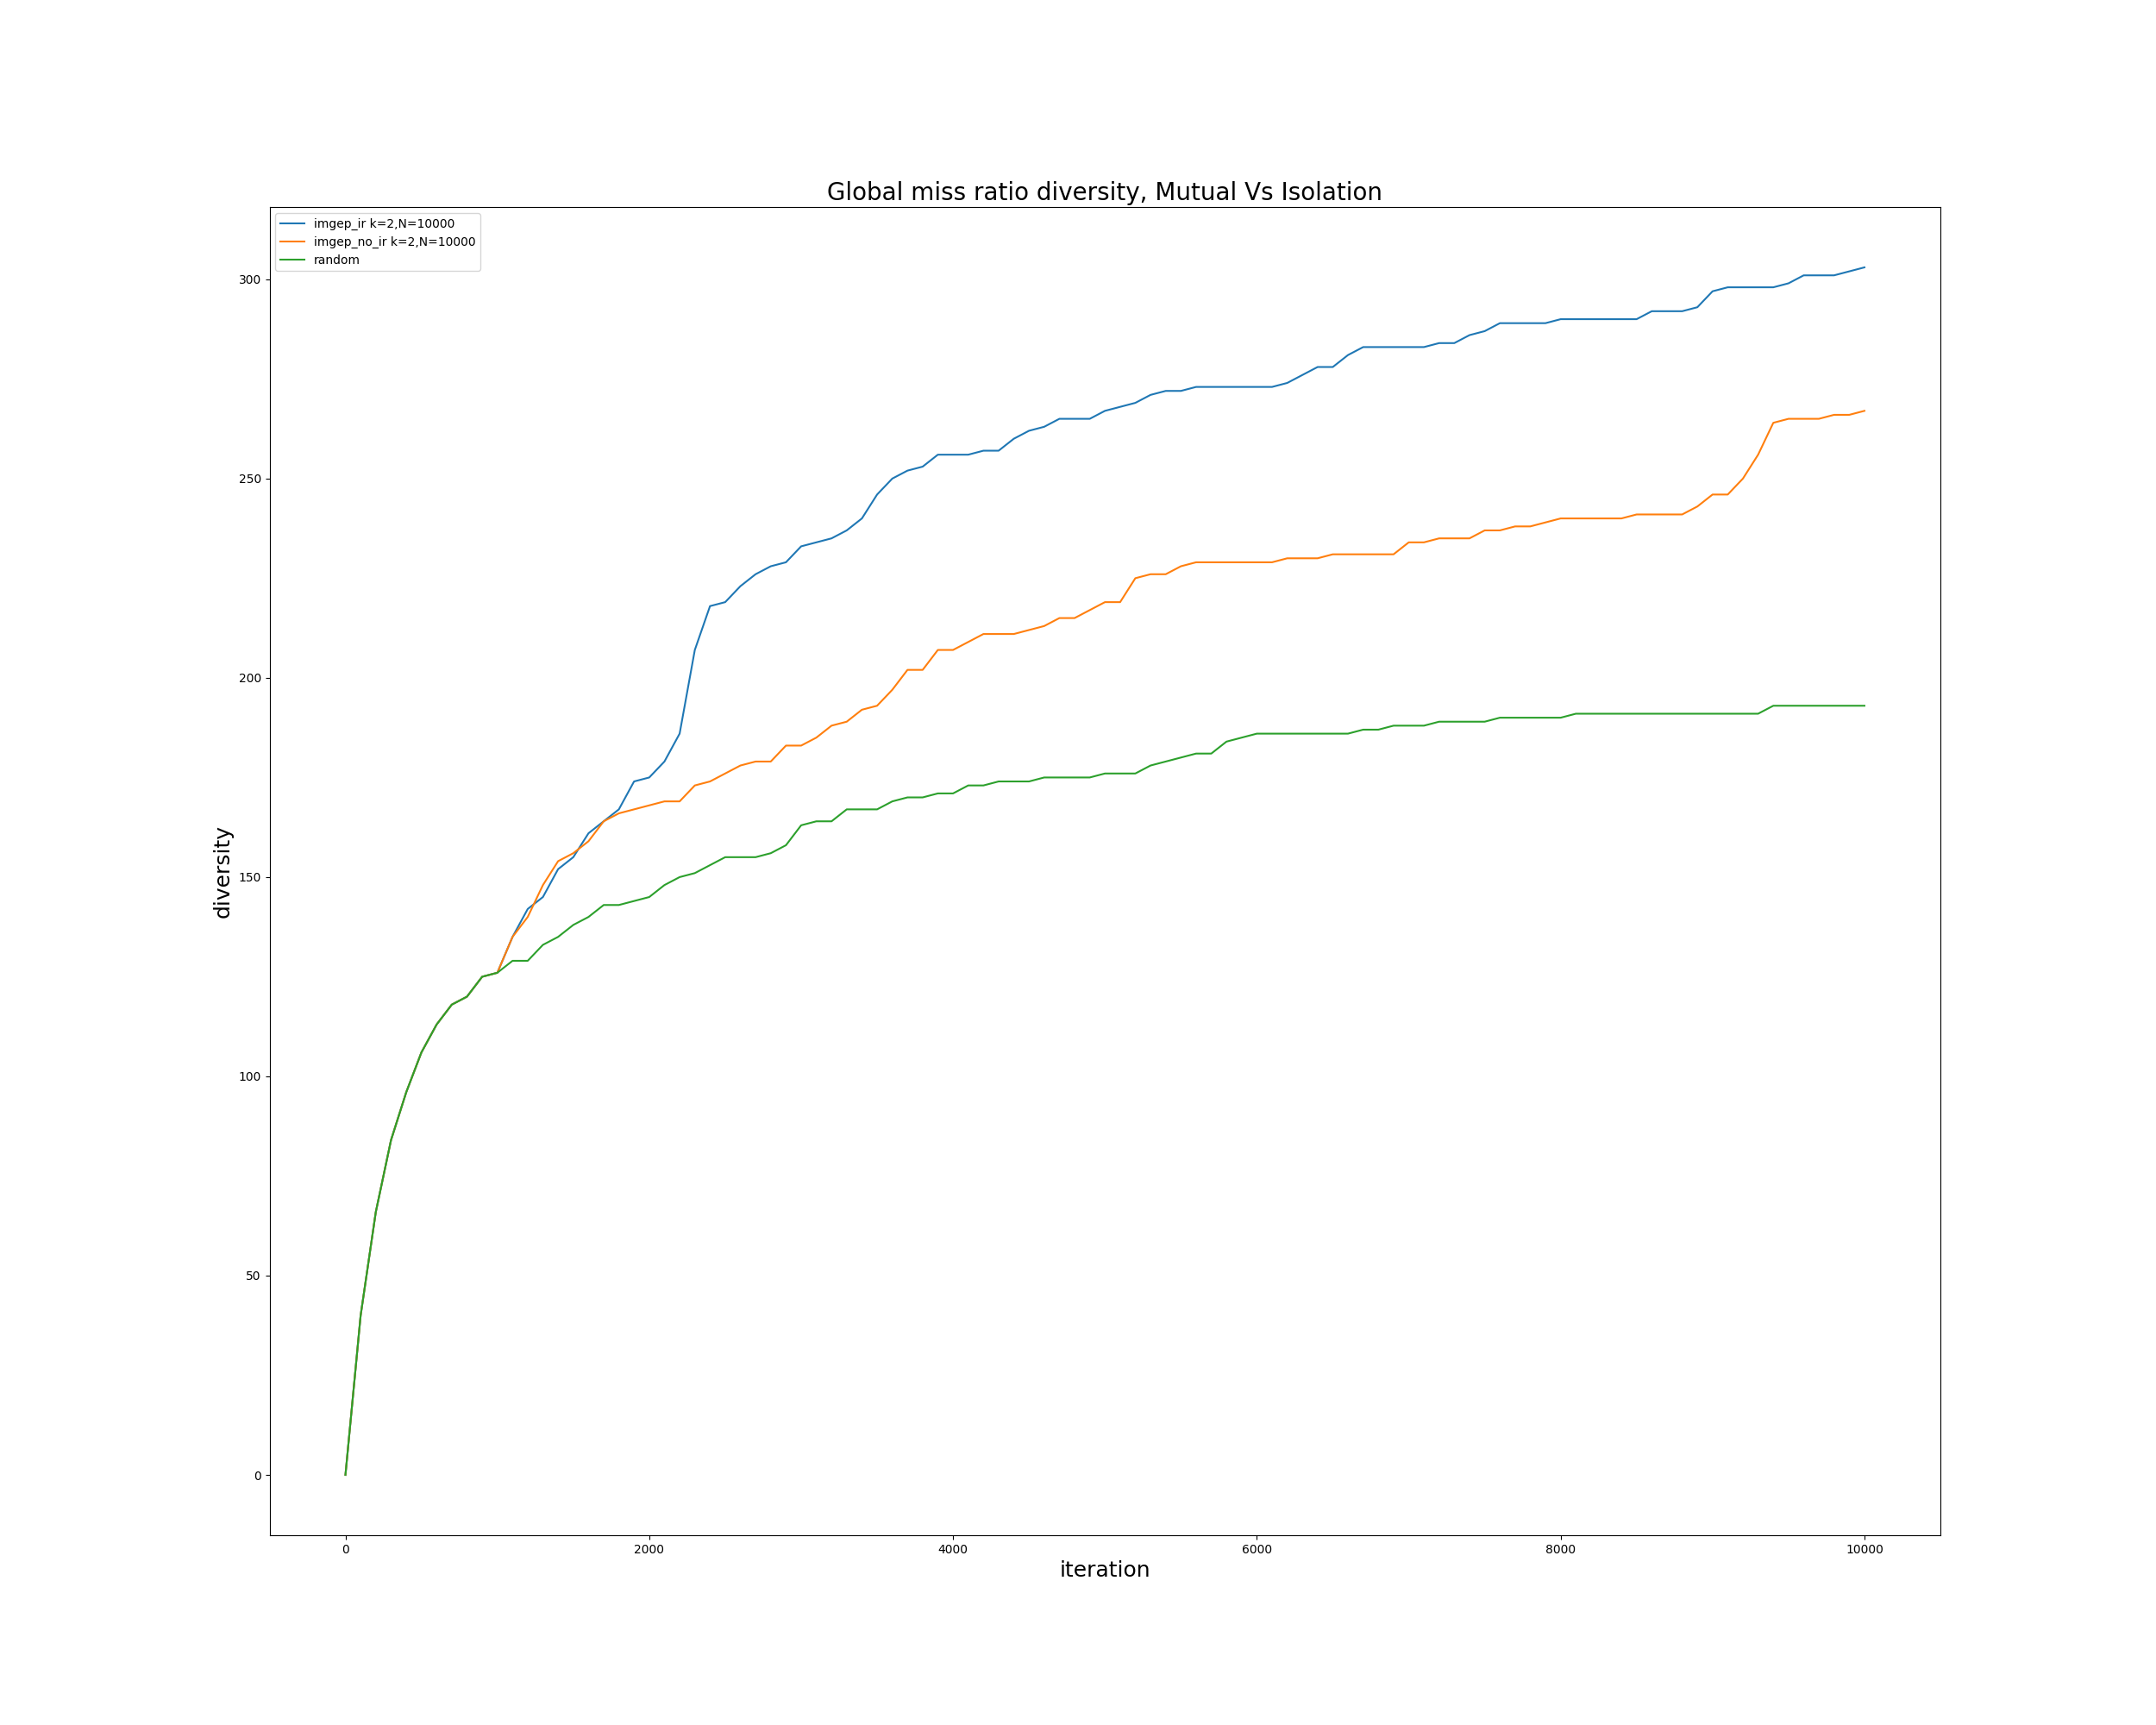 Global miss ratio diversity, Mutual Vs Isolation
imgep_ir k=2,N=10000
imgep_no_ir k=2,N=10000
random
300
250
200
150
100
50
0
diversity
0 2000 4000 6000 8000 10000
iteration